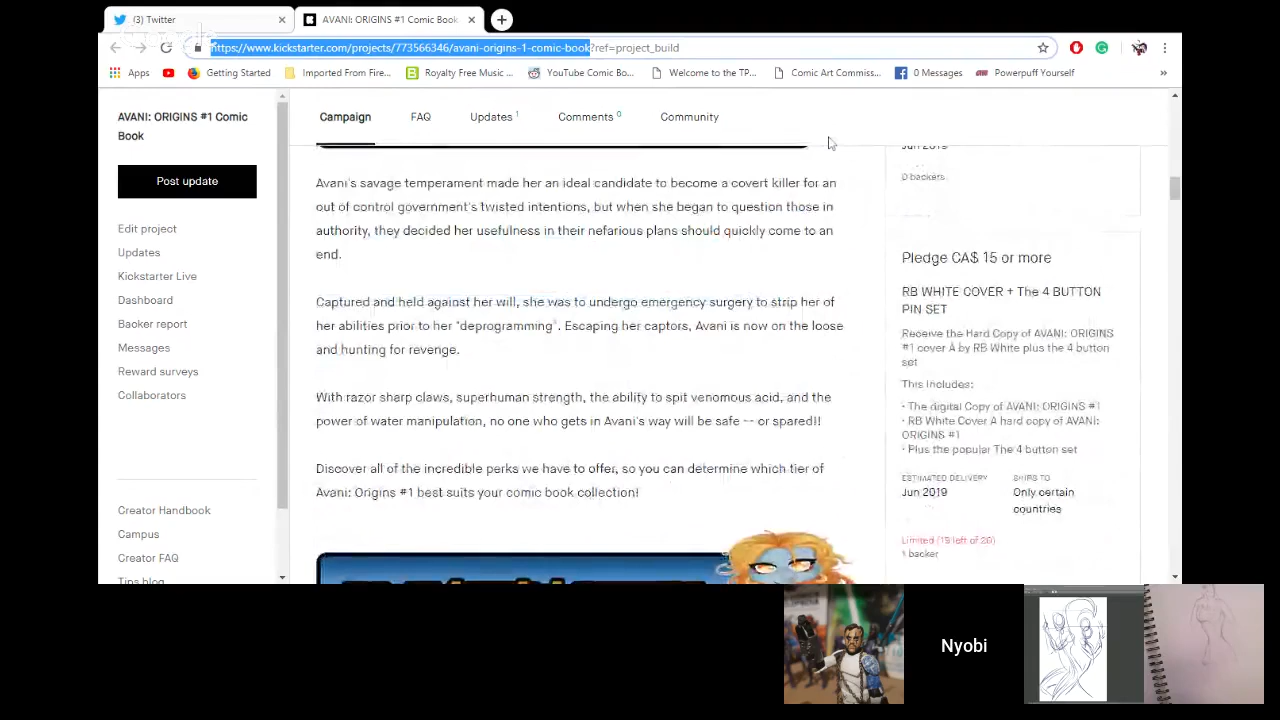 (3) Twitter
AVANI: ORIGINS #1 Comic Book
https://www.kickstarter.com/projects/773566346/avani-origins-1-comic-book?ref=project_build
Apps
Getting Started
Imported From Fire...
Royalty Free Music ...
YouTube Comic Bo...
Welcome to the TP...
Comic Art Commiss...
0 Messages
Powerpuff Yourself
»
AVANI: ORIGINS #1 Comic
Book
Post update
Edit project
Updates
Kickstarter Live
Dashboard
Backer report
Messages
Reward surveys
Collaborators
Creator Handbook
Campus
Creator FAQ
Tips blog
Campaign
FAQ
Updates 1
Comments 0
Community
Avani's savage temperament made her an ideal candidate to become a covert killer for an
out of control government's twisted intentions, but when she began to question those in
authority, they decided her usefulness in their nefarious plans should quickly come to an
end.
Captured and held against her will, she was to undergo emergency surgery to strip her of
her abilities prior to her "deprogramming". Escaping her captors, Avani is now on the loose
and hunting for revenge.
With razor sharp claws, superhuman strength, the ability to spit venomous acid, and the
power of water manipulation, no one who gets in Avani's way will be safe -- or spared!!
Discover all of the incredible perks we have to offer, so you can determine which tier of
Avani: Origins #1 best suits your comic book collection!
Jun 2019
0 backers
Pledge CA$ 15 or more
RB WHITE COVER + The 4 BUTTON
PIN SET
Receive the Hard Copy of AVANI: ORIGINS
#1 cover A by RB White plus the 4 button
set
This Includes:
• The digital Copy of AVANI: ORIGINS #1
• RB White Cover A hard copy of AVANI:
ORIGINS #1
• Plus the popular The 4 button set
ESTIMATED DELIVERY
Jun 2019
SHIPS TO
Only certain
countries
1 backer
Nyobi